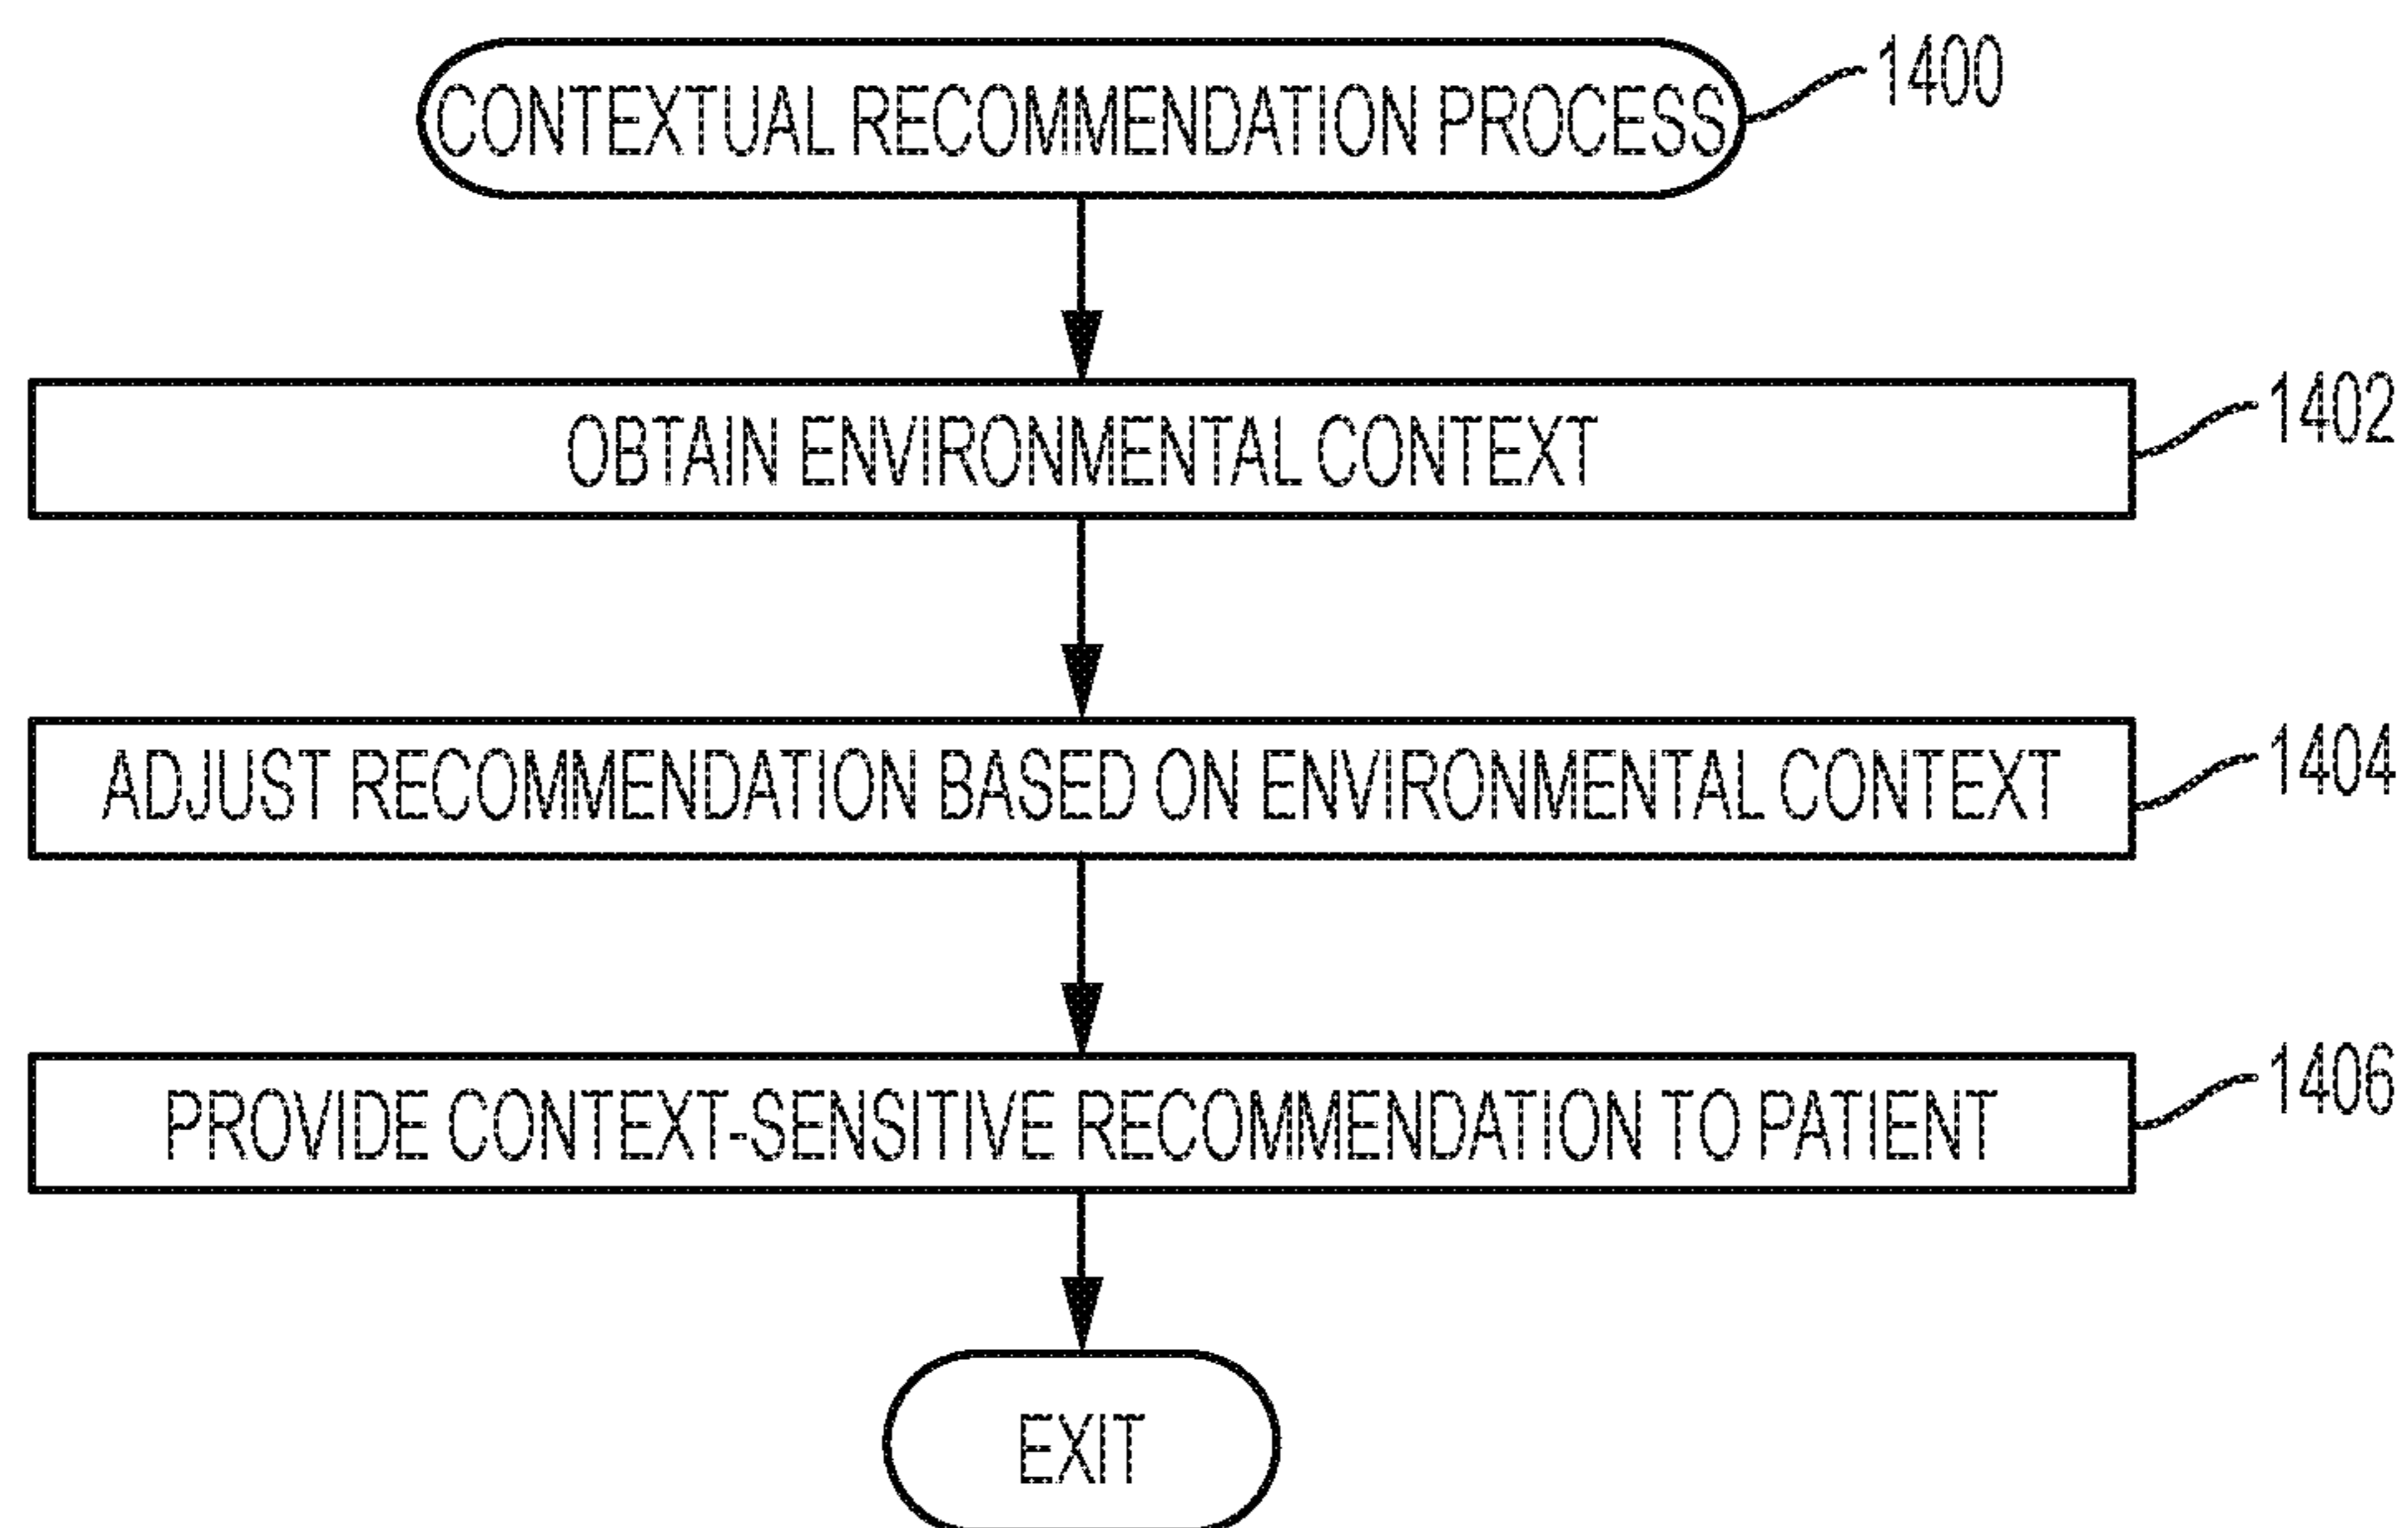 CONTEXTUAL RECOMMENDATION PROCESS
1400
OBTAIN ENVIRONMENTAL CONTEXT
1402
ADJUST RECOMMENDATION BASED ON ENVIRONMENTAL CONTEXT
1404
PROVIDE CONTEXT-SENSITIVE RECOMMENDATION TO PATIENT
1406
EXIT